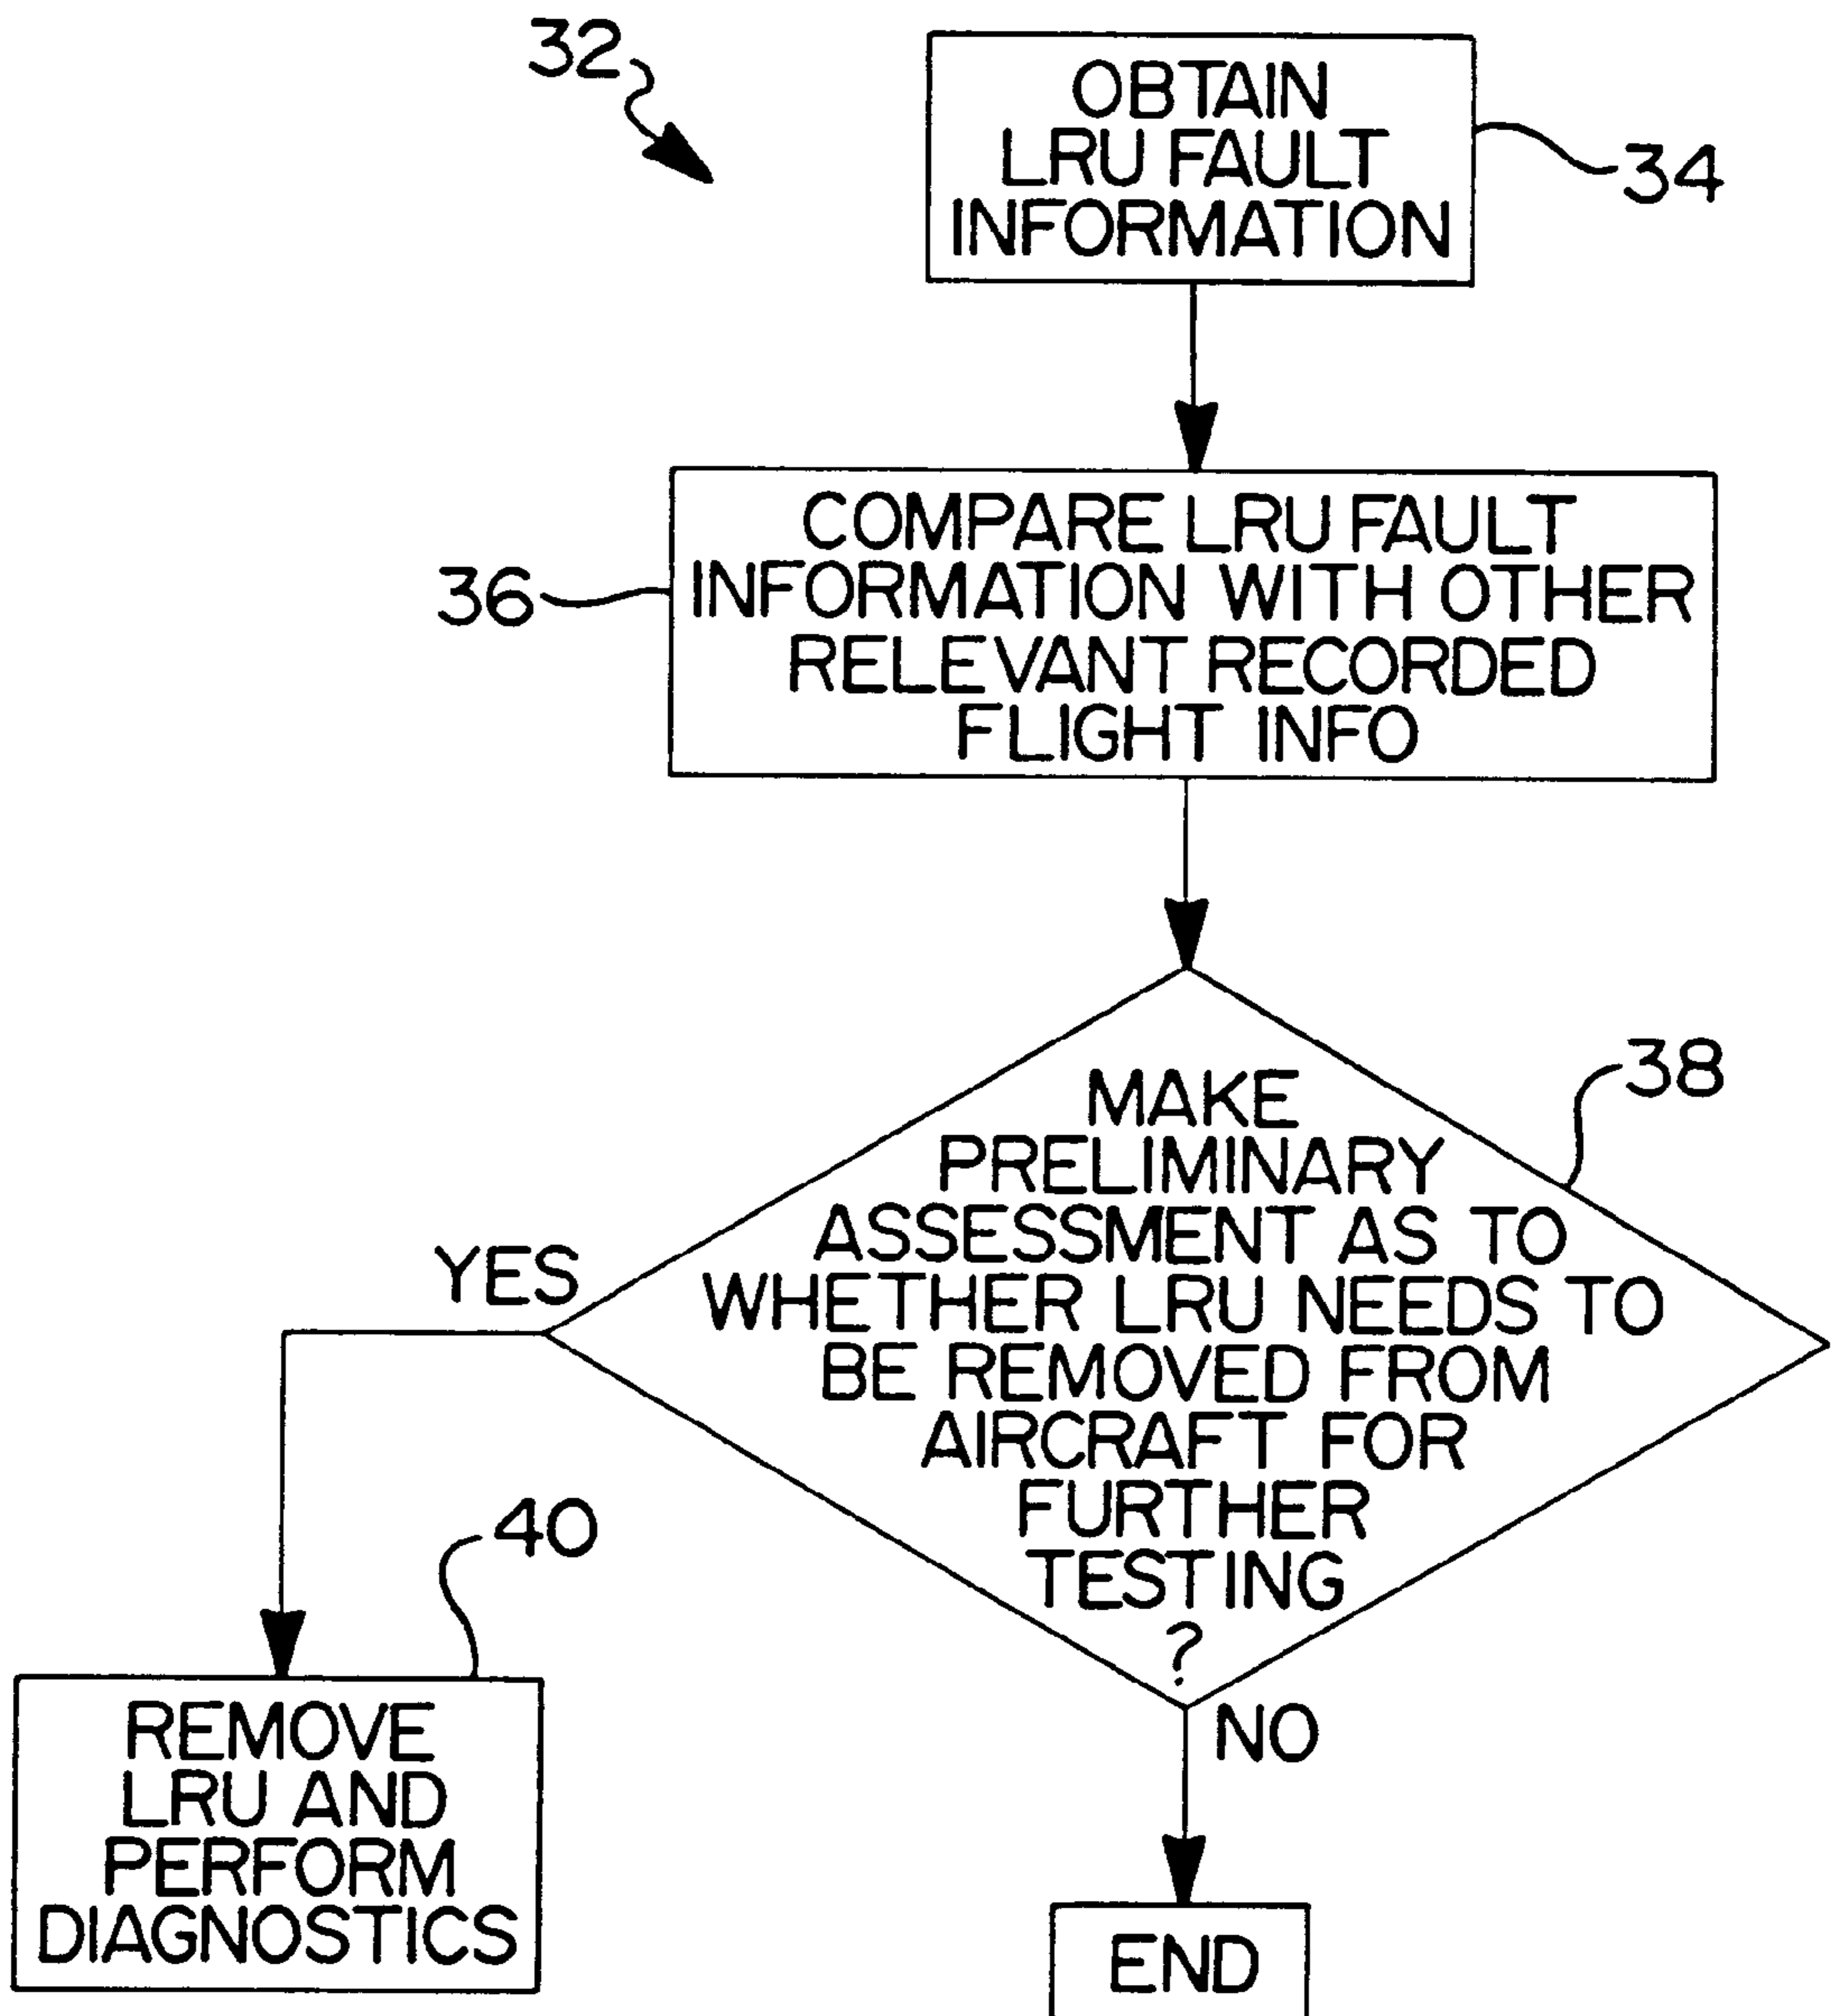 32
OBTAIN
LRU FAULT
INFORMATION
34
COMPARE LRU FAULT
INFORMATION WITH OTHER
RELEVANT RECORDED
FLIGHT INFO
36
MAKE
PRELIMINARY
ASSESSMENT AS TO
WHETHER LRU NEEDS TO
BE REMOVED FROM
AIRCRAFT FOR
FURTHER
TESTING
?
38
YES
40
REMOVE
LRU AND
PERFORM
DIAGNOSTICS
NO
END